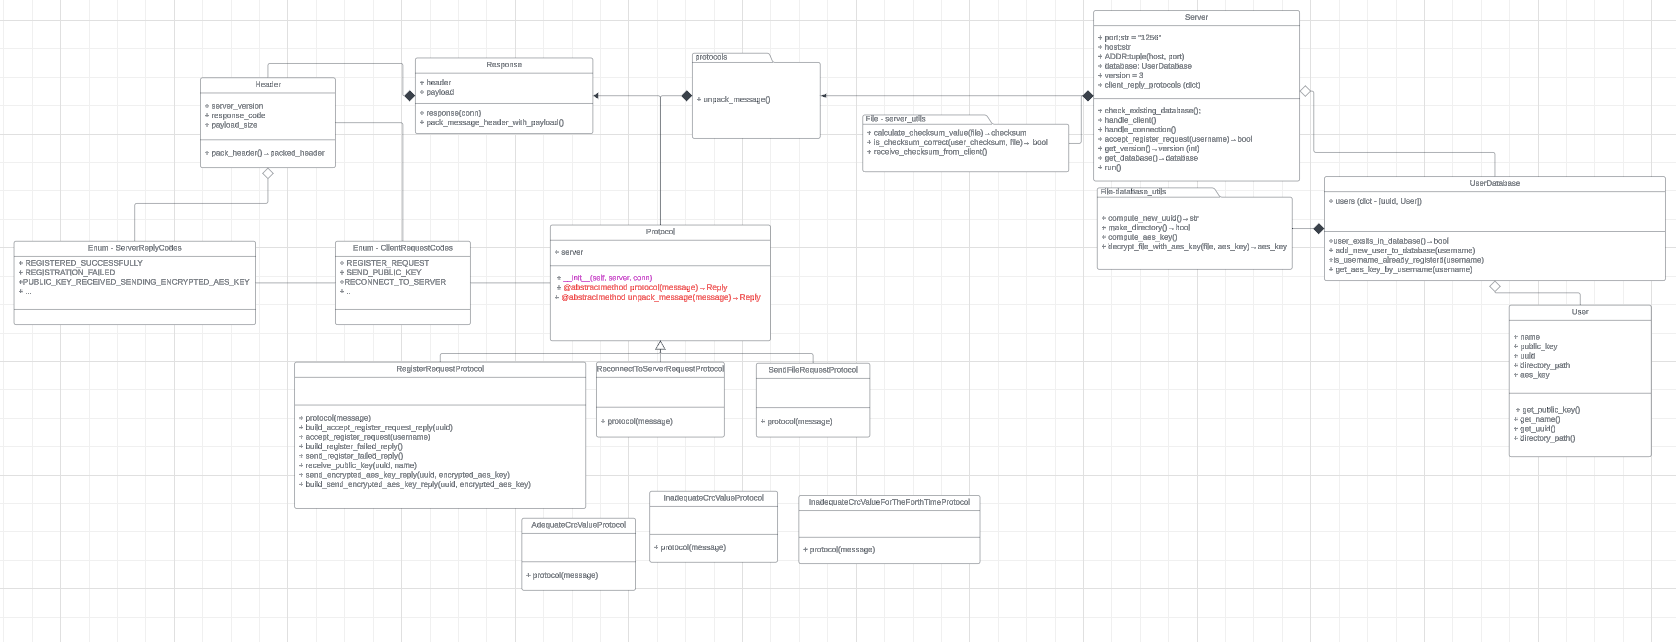 Server
+ port:str = "1256"
+ host:str
+ ADDR:tuple(host, port)
+ database: UserDatabase
+ version = 3
+ client_reply_protocols (dict)
+ check_existing_database();
+ handle_client()
+ handle_connection()
+ accept_register_request(username)→bool
+ get_version()→version (int)
+ get_database()→database
+ run()
protocols
+ unpack_message()
Response
+ header
+ payload
+ response(conn)
+ pack_message_header_with_payload()
Header
+ server_version
+ response_code
+ payload_size
+ pack_header()→packed_header
File - server_utils
+ calculate_checksum_value(file)→checksum
+ is_checksum_correct(user_checksum, file)→ bool
+ receive_checksum_from_client()
UserDatabase
+ users (dict - [uuid, User])
+user_exsits_in_database()→bool
+ add_new_user_to_database(username)
+is_username_already_registerd(username)
+ get_aes_key_by_username(username)
File-database_utils
+ compute_new_uuid()→str
+ make_directory()→bool
+ compute_aes_key()
+ decrypt_file_with_aes_key(file, aes_key)→aes_key
Enum - ServerReplyCodes
+ REGISTERED_SUCCESSFULLY
+ REGISTRATION_FAILED
+PUBLIC_KEY_RECEIVED_SENDING_ENCRYPTED_AES_KEY
+ ...
Enum - ClientRequestCodes
+ REGISTER_REQUEST
+ SEND_PUBLIC_KEY
+RECONNECT_TO_SERVER
+ ..
Protocol
+ server
+ __init__(self, server, conn)
+ @abstractmethod protocol(message)→Reply
+ @abstractmethod unpack_message(message)→Reply
User
+ name
+ public_key
+ uuid
+ directory_path
+ aes_key
+ get_public_key()
+ get_name()
+ get_uuid()
+ directory_path()
RegisterRequestProtocol
+ protocol(message)
+ build_accept_register_request_reply(uuid)
+ accept_register_request(username)
+ build_register_failed_reply()
+ send_register_failed_reply()
+ receive_public_key(uuid, name)
+ send_encrypted_aes_key_reply(uuid, encrypted_aes_key)
+ build_send_encrypted_aes_key_reply(uuid, encrypted_aes_key)
ReconnectToServerRequestProtocol
+ protocol(message)
SendFileRequestProtocol
+ protocol(message)
InadequateCrcValueProtocol
+ protocol(message)
InadequateCrcValueForTheForthTimeProtocol
+ protocol(message)
AdequateCrcValueProtocol
+ protocol(message)